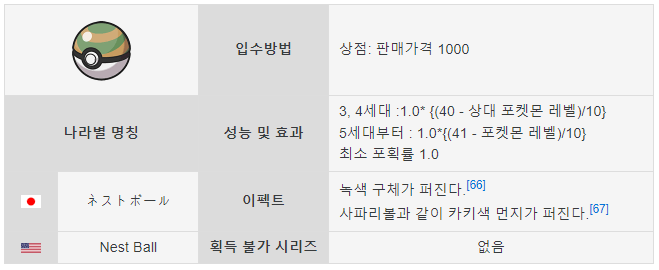 입수방법
상점: 판매가격 1000
나라별 명칭
성능 및 효과
3, 4세대 :1.0* {(40 - 상대 포켓몬 레벨)/10}
5세대부터 : 1.0*{(41 - 포켓몬 레벨)/10}
최소 포획률 1.0
ネストボール
이펙트
녹색 구체가 퍼진다.[66]
사파리볼과 같이 카키색 먼지가 퍼진다.[67]
Nest Ball
획득 불가 시리즈
없음